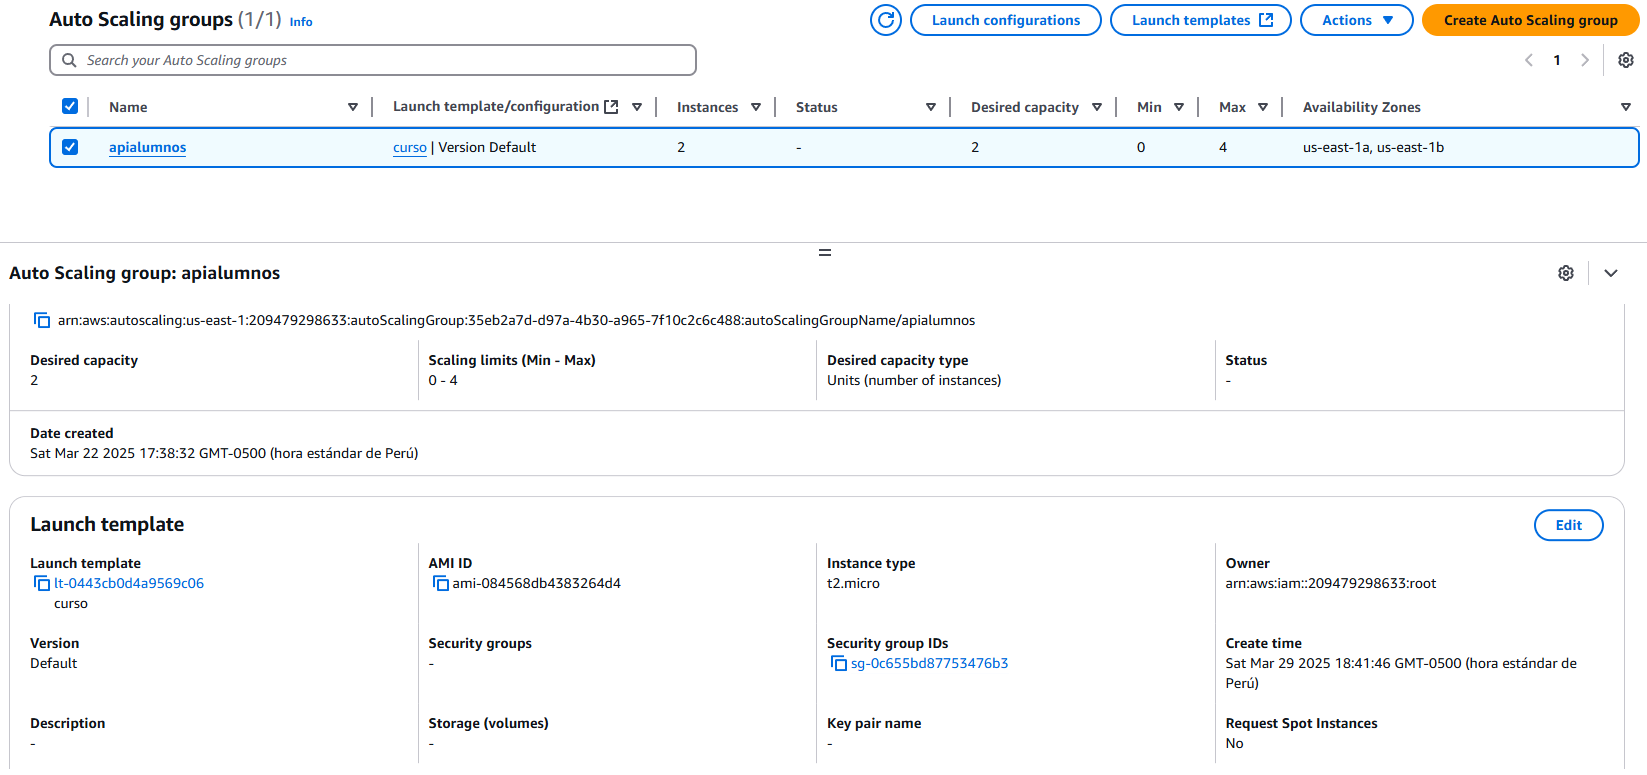 Auto Scaling groups (1/1) Info
Launch configurations
Launch templates
Actions
Create Auto Scaling group
Search your Auto Scaling groups
1
Name
Launch template/configuration
Instances
Status
Desired capacity
Min
Max
Availability Zones
apialumnos
curso | Version Default
2
-
2
0
4
us-east-1a, us-east-1b
Auto Scaling group: apialumnos
arn:aws:autoscaling:us-east-1:209479298633:autoScalingGroup:35eb2a7d-d97a-4b30-a965-7f10c2c6c488:autoScalingGroupName/apialumnos
Desired capacity
2
Scaling limits (Min - Max)
0 - 4
Desired capacity type
Units (number of instances)
Status
-
Date created
Sat Mar 22 2025 17:38:32 GMT-0500 (hora estándar de Perú)
Launch template
Edit
Launch template
lt-0443cb0d4a9569c06
curso
AMI ID
ami-084568db4383264d4
Instance type
t2.micro
Owner
arn:aws:iam::209479298633:root
Version
Default
Security groups
-
Security group IDs
sg-0c655bd87753476b3
Create time
Sat Mar 29 2025 18:41:46 GMT-0500 (hora estándar de
Perú)
Description
-
Storage (volumes)
-
Key pair name
-
Request Spot Instances
No